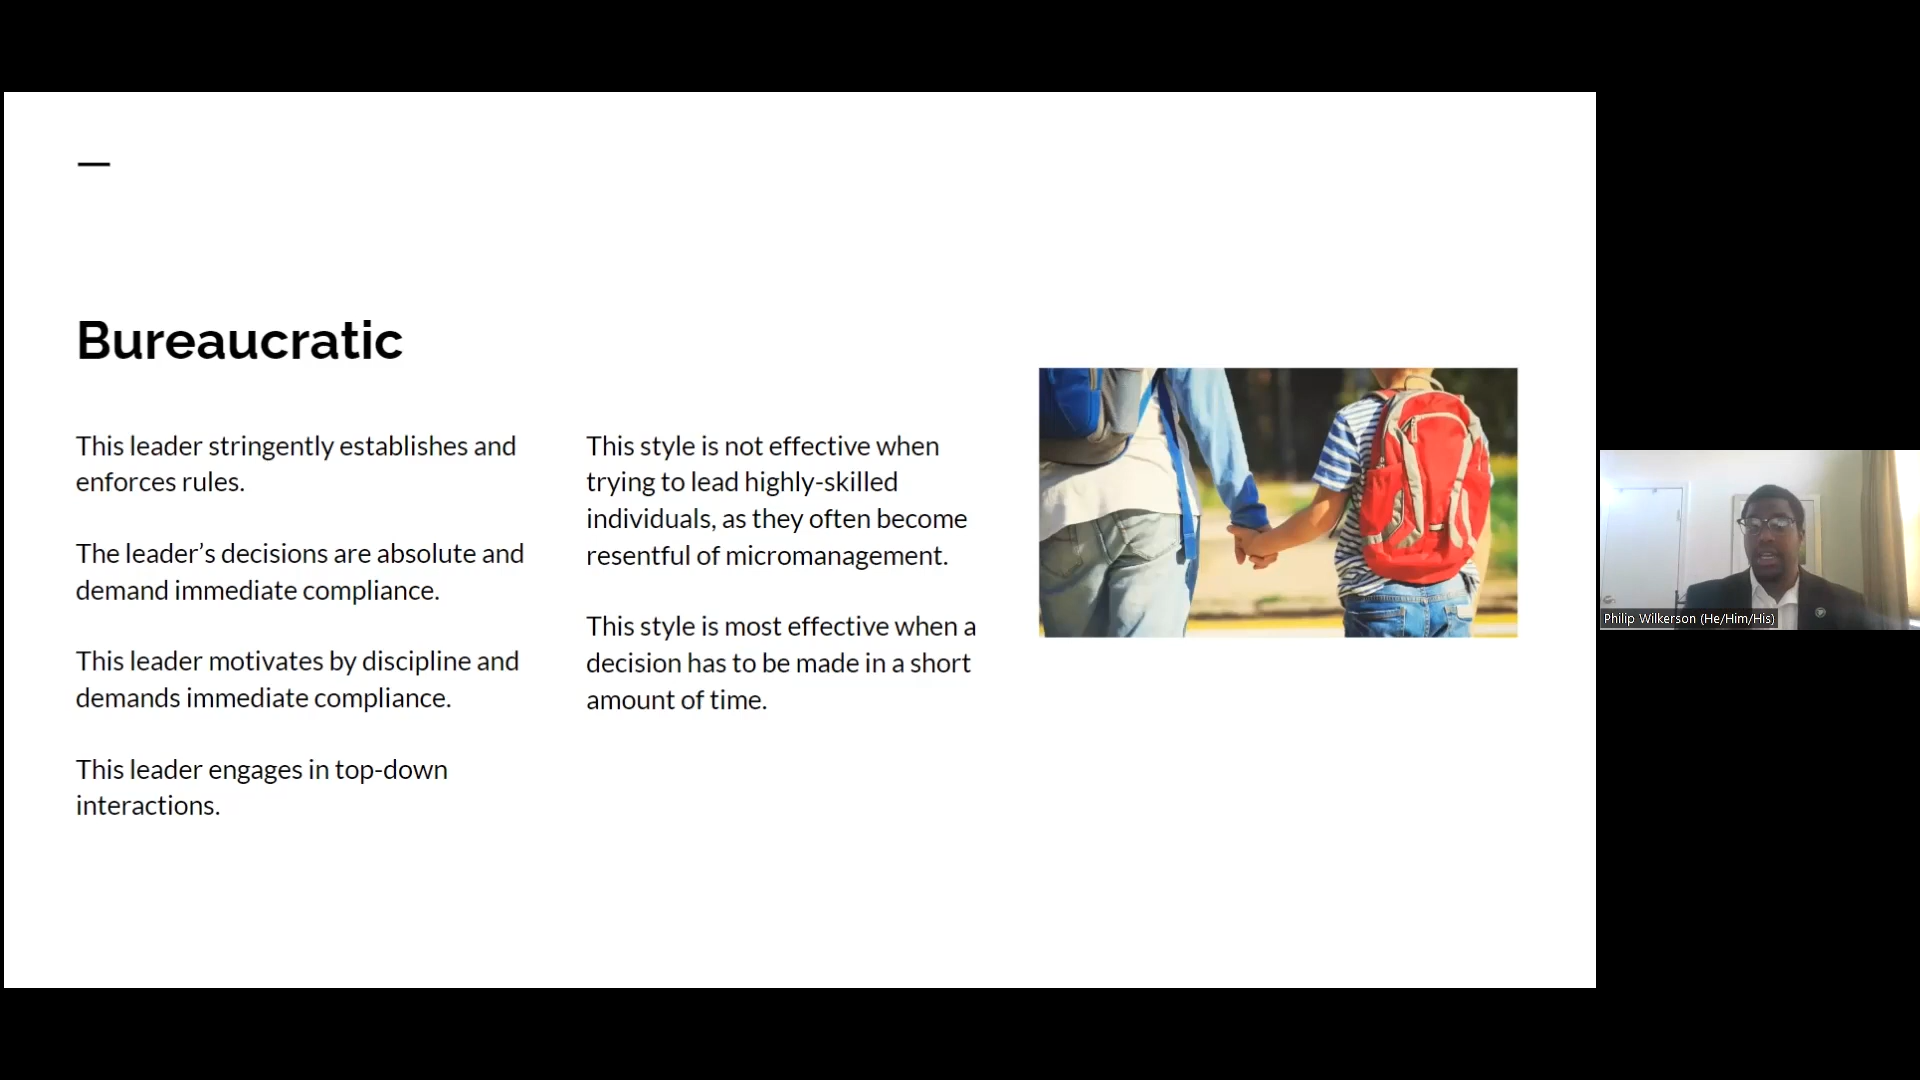 Bureaucratic
This leader stringently establishes and
enforces rules.
The leader’s decisions are absolute and
demand immediate compliance.
This leader motivates by discipline and
demands immediate compliance.
This leader engages in top-down
interactions.
This style is not effective when
trying to lead highly-skilled
individuals, as they often become
resentful of micromanagement.
This style is most effective when a
decision has to be made in a short
amount of time.
Philip Wilkerson (He/Him/His)